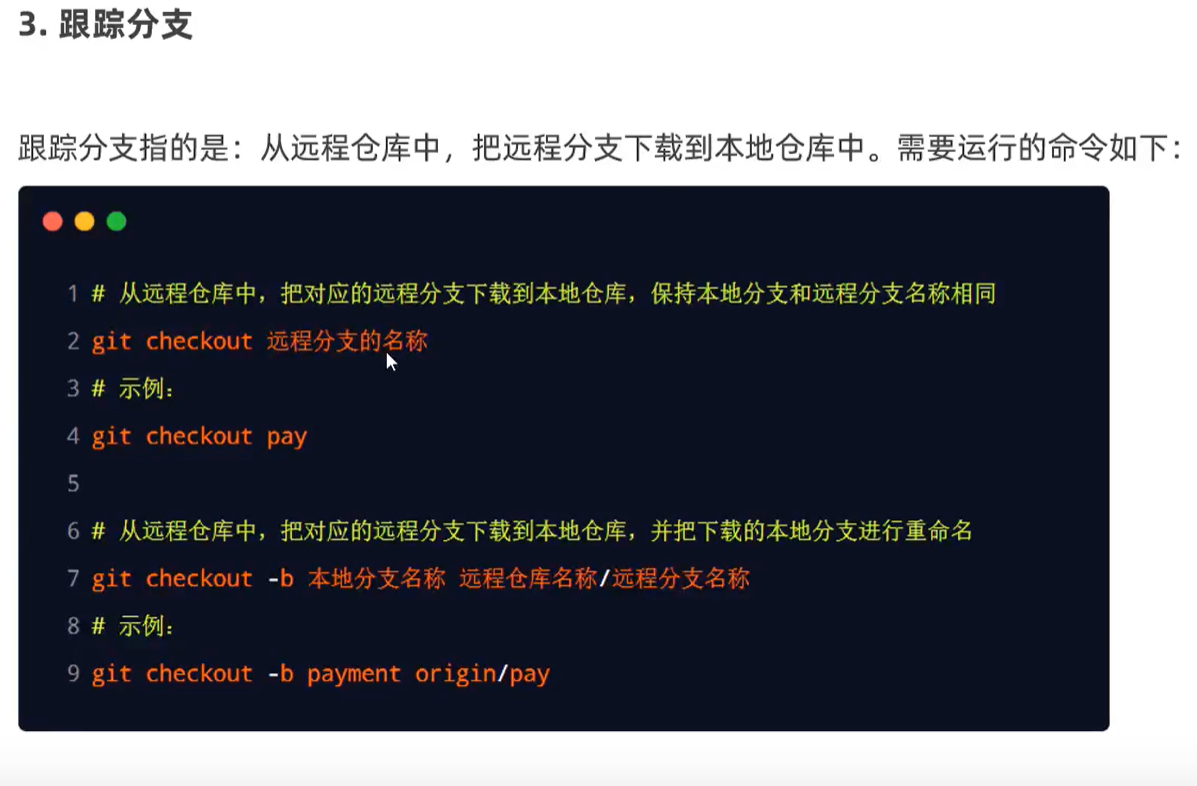 3. 跟踪分支
跟踪分支指的是：从远程仓库中，把远程分支下载到本地仓库中。需要运行的命令如下：
1 # 从远程仓库中，把对应的远程分支下载到本地仓库，保持本地分支和远程分支名称相同
2 git checkout 远程分支的名称
3 # 示例：
4 git checkout pay
5
6 # 从远程仓库中，把对应的远程分支下载到本地仓库，并把下载的本地分支进行重命名
7 git checkout -b 本地分支名称 远程仓库名称/远程分支名称
8 # 示例：
9 git checkout -b payment origin/pay